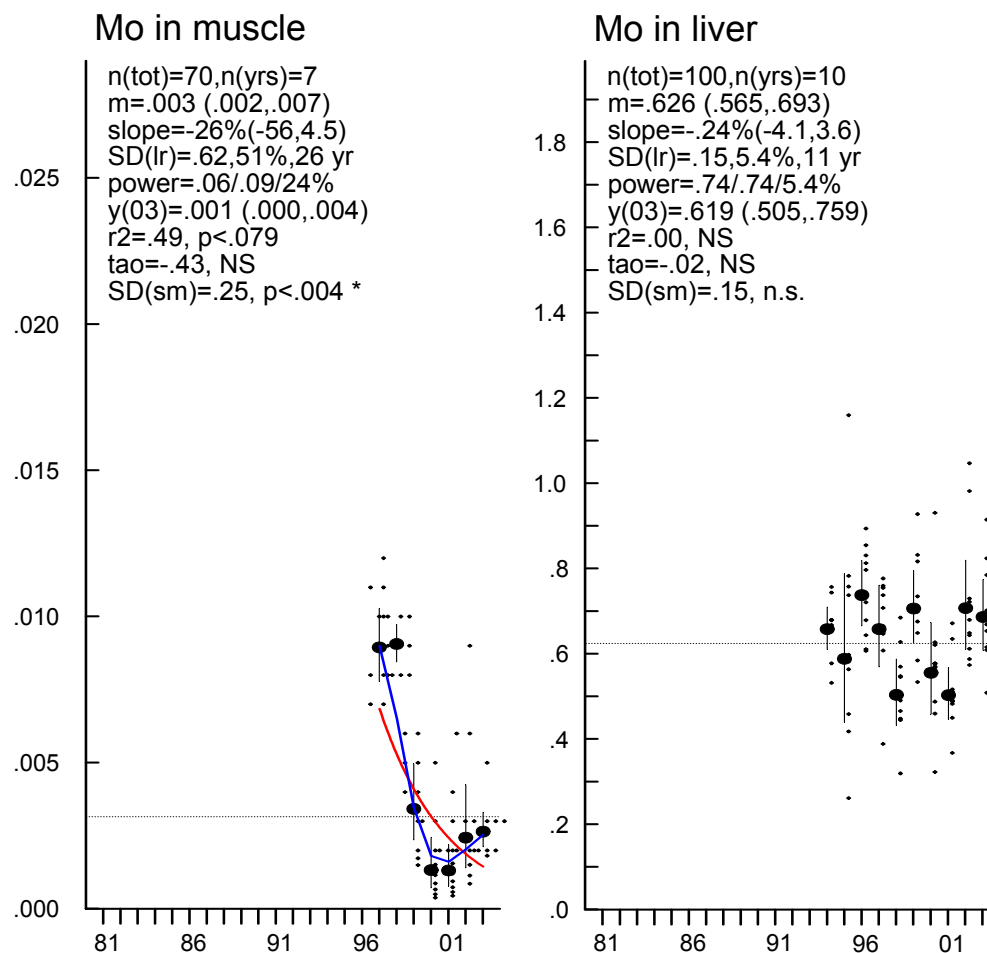 Mo in muscle
n(tot)=70,n(yrs)=7
m=.003 (.002,.007)
slope=-26%(-56,4.5)
SD(lr)=.62,51%,26 yr
power=.06/.09/24%
y(03)=.001 (.000,.004)
r2=.49, p<.079
tao=-.43, NS
SD(sm)=.25, p<.004 *
.025
.020
.015
.010
.005
.000
81 86 91 96 01
Mo in liver
n(tot)=100,n(yrs)=10
m=.626 (.565,.693)
slope=-.24%(-4.1,3.6)
SD(lr)=.15,5.4%,11 yr
power=.74/.74/5.4%
y(03)=.619 (.505,.759)
r2=.00, NS
tao=-.02, NS
SD(sm)=.15, n.s.
1.8
1.6
1.4
1.2
1.0
.8
.6
.4
.2
.0
81 86 91 96 01